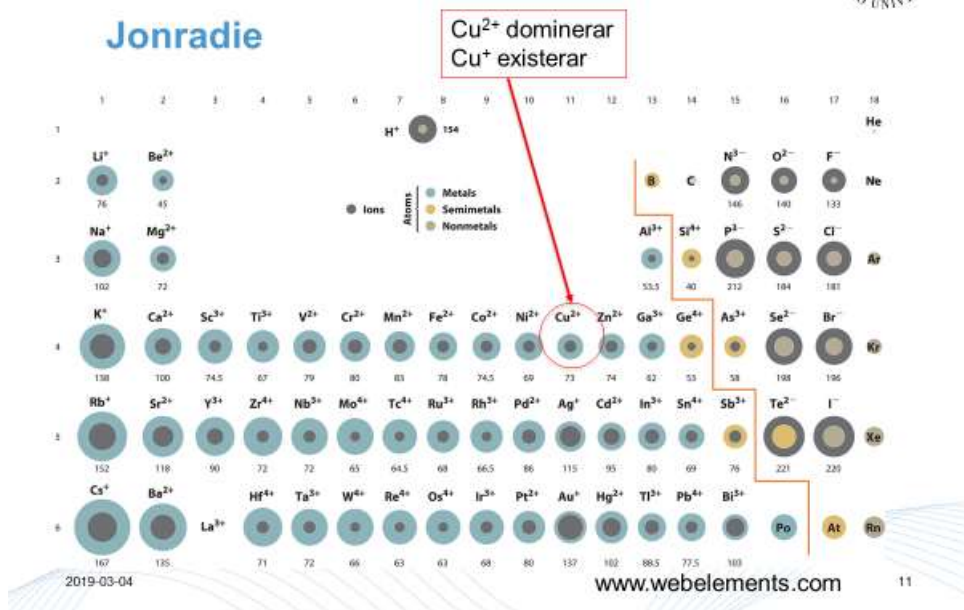 UNIV
Jonradie
Cu²⁺ dominerar
Cu⁺ existerar
1 2 3 4 5 6 7 8 9 10 11 12 13 14 15 16 17 18
1 H⁺ 154 He
Li⁺ Be²⁺ N³⁻ O²⁻ F⁻
2 B C Ne
76 45 146 140 133
Ions
Atoms
Metals
Semimetals
Nonmetals
Na⁺ Mg²⁺ Al³⁺ Si⁴⁺ P³⁻ S²⁻ Cl⁻
3 Ar
102 72 53.5 40 212 184 181
K⁺ Ca²⁺ Sc³⁺ Ti³⁺ V²⁺ Cr²⁺ Mn²⁺ Fe²⁺ Co²⁺ Ni²⁺ Cu²⁺ Zn²⁺ Ga³⁺ Ge⁴⁺ As³⁺ Se²⁻ Br⁻
4 Kr
138 100 74.5 67 79 80 83 78 74.5 69 73 74 62 53 58 198 196
Rb⁺ Sr²⁺ Y³⁺ Zr⁴⁺ Nb³⁺ Mo⁴⁺ Tc⁴⁺ Ru³⁺ Rh³⁺ Pd²⁺ Ag⁺ Cd²⁺ In³⁺ Sn⁴⁺ Sb³⁺ Te²⁻ I⁻
5 Xe
152 118 90 72 72 65 64.5 68 66.5 86 115 95 80 69 76 221 220
Cs⁺ Ba²⁺ La³⁺ Hf⁴⁺ Ta³⁺ W⁴⁺ Re⁴⁺ Os⁴⁺ Ir³⁺ Pt²⁺ Au⁺ Hg²⁺ Tl³⁺ Pb⁴⁺ Bi³⁺
6 Po At Rn
167 135 71 72 66 63 63 68 80 137 102 88.5 77.5 103
2019-03-04
www.webelements.com
11